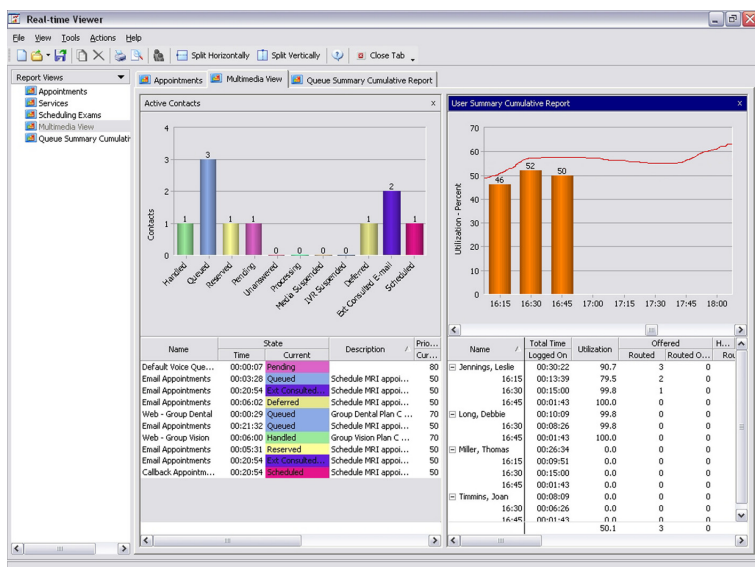 Real-time Viewer
File View Tools Actions Help
Split Horizontally Split Vertically Close Tab
Report Views
Appointments
Services
Scheduling Exams
Multimedia View
Queue Summary Cumulati
Appointments Multimedia View Queue Summary Cumulative Report
Active Contacts x
4
3
2
1
0
Contacts
1 3 1 1 0 0 0 0 1 2 1
Handled Queued Reserved Pending Unanswered Processing Media Suspended IVR Suspended Deferred Ext Consulted E-mail Scheduled
Name State Description / Prio...
Time Current Cur...
Default Voice Que... 00:00:07 Pending 80
Email Appointments 00:03:28 Queued Schedule MRI appoi... 50
Email Appointments 00:20:54 Ext Consulted... Schedule MRI appoi... 50
Email Appointments 00:06:02 Deferred Schedule MRI appoi... 50
Web - Group Dental 00:00:29 Queued Group Dental Plan C ... 70
Email Appointments 00:21:32 Queued Schedule MRI appoi... 50
Web - Group Vision 00:06:00 Handled Group Vision Plan C ... 70
Email Appointments 00:05:31 Reserved Schedule MRI appoi... 50
Email Appointments 00:20:54 Ext Consulted... Schedule MRI appoi... 50
Callback Appointm... 00:20:54 Scheduled Schedule MRI appoi... 50
User Summary Cumulative Report x
70
60
50
40
30
20
10
0
Utilization - Percent
46 52 50
16:15 16:30 16:45 17:00 17:15 17:30 17:45 18:00
Name / Total Time Utilization Offered H...
Logged On Routed Routed O... Rou
Jennings, Leslie 00:30:22 90.7 3 0
16:15 00:13:39 79.5 2 0
16:30 00:15:00 99.8 1 0
16:45 00:01:43 100.0 0 0
Long, Debbie 00:10:09 99.8 0 0
16:30 00:08:26 99.8 0 0
16:45 00:01:43 100.0 0 0
Miller, Thomas 00:26:34 0.0 0 0
16:15 00:09:51 0.0 0 0
16:30 00:15:00 0.0 0 0
16:45 00:01:43 0.0 0 0
Timmins, Joan 00:08:09 0.0 0 0
16:30 00:06:26 0.0 0 0
16:45 00:01:43 0.0 0 0
50.1 3 0